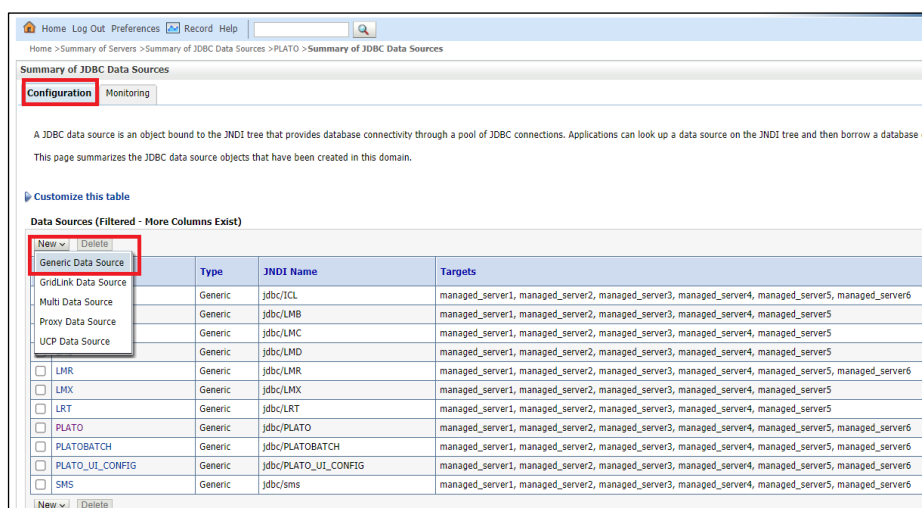 Home Log Out Preferences Record Help
Home >Summary of Servers >Summary of JDBC Data Sources >PLATO >Summary of JDBC Data Sources
Summary of JDBC Data Sources
Configuration Monitoring
A JDBC data source is an object bound to the JNDI tree that provides database connectivity through a pool of JDBC connections. Applications can look up a data source on the JNDI tree and then borrow a database
This page summarizes the JDBC data source objects that have been created in this domain.
Customize this table
Data Sources (Filtered - More Columns Exist)
New Delete
Generic Data Source
GridLink Data Source
Multi Data Source
Proxy Data Source
UCP Data Source
Type JNDI Name Targets
Generic jdbc/ICL managed_server1, managed_server2, managed_server3, managed_server4, managed_server5, managed_server6
Generic jdbc/LMB managed_server1, managed_server2, managed_server3, managed_server4, managed_server5
Generic jdbc/LMC managed_server1, managed_server2, managed_server3, managed_server4, managed_server5
Generic jdbc/LMD managed_server1, managed_server2, managed_server3, managed_server4, managed_server5
LMR Generic jdbc/LMR managed_server1, managed_server2, managed_server3, managed_server4, managed_server5, managed_server6
LMX Generic jdbc/LMX managed_server1, managed_server2, managed_server3, managed_server4, managed_server5
LRT Generic jdbc/LRT managed_server1, managed_server2, managed_server3, managed_server4, managed_server5
PLATO Generic jdbc/PLATO managed_server1, managed_server2, managed_server3, managed_server4, managed_server5, managed_server6
PLATOBATCH Generic jdbc/PLATOBATCH managed_server1, managed_server2, managed_server3, managed_server4, managed_server5, managed_server6
PLATO_UI_CONFIG Generic jdbc/PLATO_UI_CONFIG managed_server1, managed_server2, managed_server3, managed_server4, managed_server5, managed_server6
SMS Generic jdbc/sms managed_server1, managed_server2, managed_server3, managed_server4, managed_server5, managed_server6
New Delete